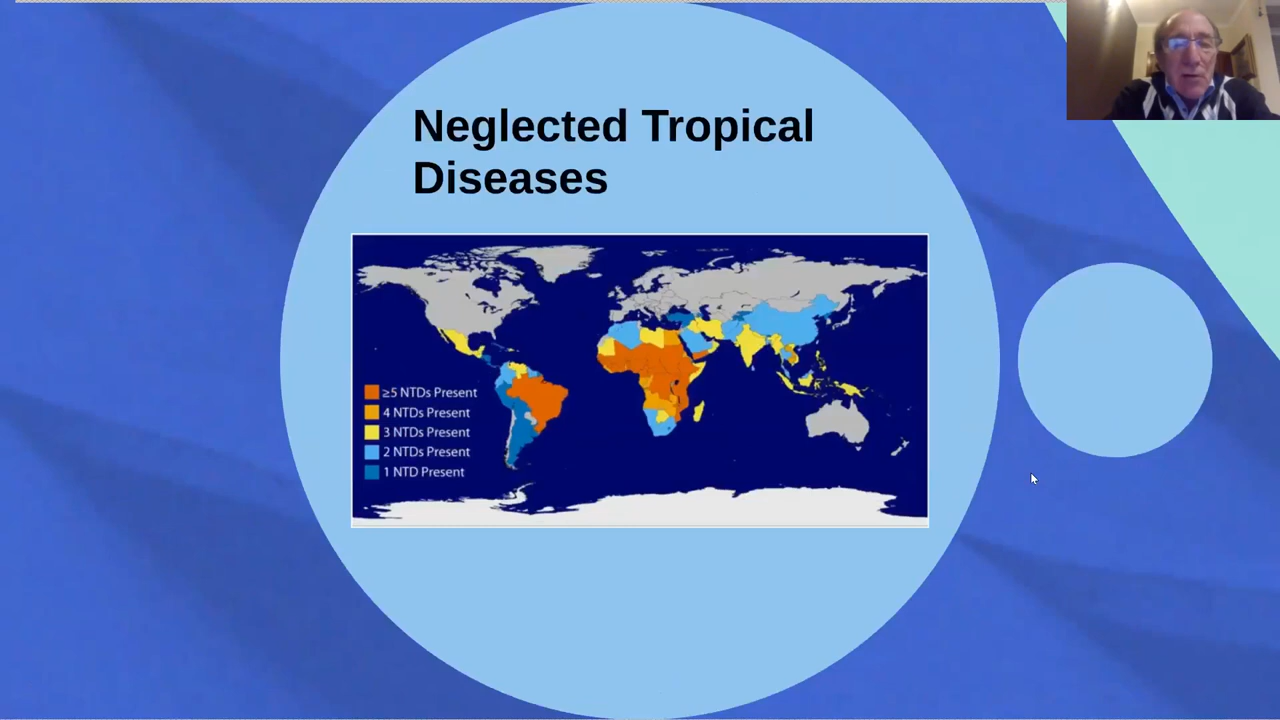 Neglected Tropical
Diseases
≥5 NTDs Present
4 NTDs Present
3 NTDs Present
2 NTDs Present
1 NTD Present